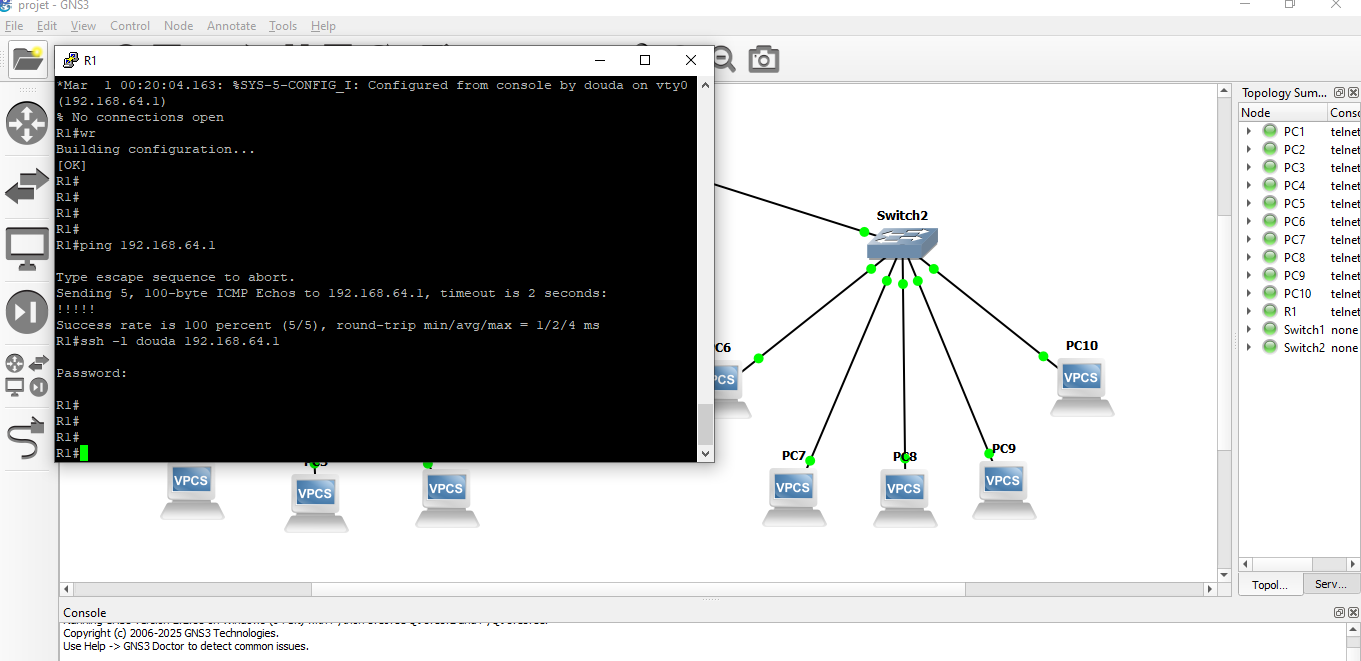 projet - GNS3
File Edit View Control Node Annotate Tools Help
R1
*Mar  1 00:20:04.163: %SYS-5-CONFIG_I: Configured from console by douda on vty0
(192.168.64.1)
% No connections open
R1#wr
Building configuration...
[OK]
R1#
R1#
R1#
R1#
R1#ping 192.168.64.1
Type escape sequence to abort.
Sending 5, 100-byte ICMP Echos to 192.168.64.1, timeout is 2 seconds:
!!!!!
Success rate is 100 percent (5/5), round-trip min/avg/max = 1/2/4 ms
R1#ssh -l douda 192.168.64.1
Password:
R1#
R1#
R1#
R1#
Switch2
C6
PCS
PC10
VPCS
PC7
VPCS
PC8
VPCS
PC9
VPCS
VPCS
VPCS
VPCS
Topology Sum...
Node Conso
PC1 telnet
PC2 telnet
PC3 telnet
PC4 telnet
PC5 telnet
PC6 telnet
PC7 telnet
PC8 telnet
PC9 telnet
PC10 telnet
R1 telnet
Switch1 none
Switch2 none
Topol... Serv...
Console
Copyright (c) 2006-2025 GNS3 Technologies.
Use Help -> GNS3 Doctor to detect common issues.